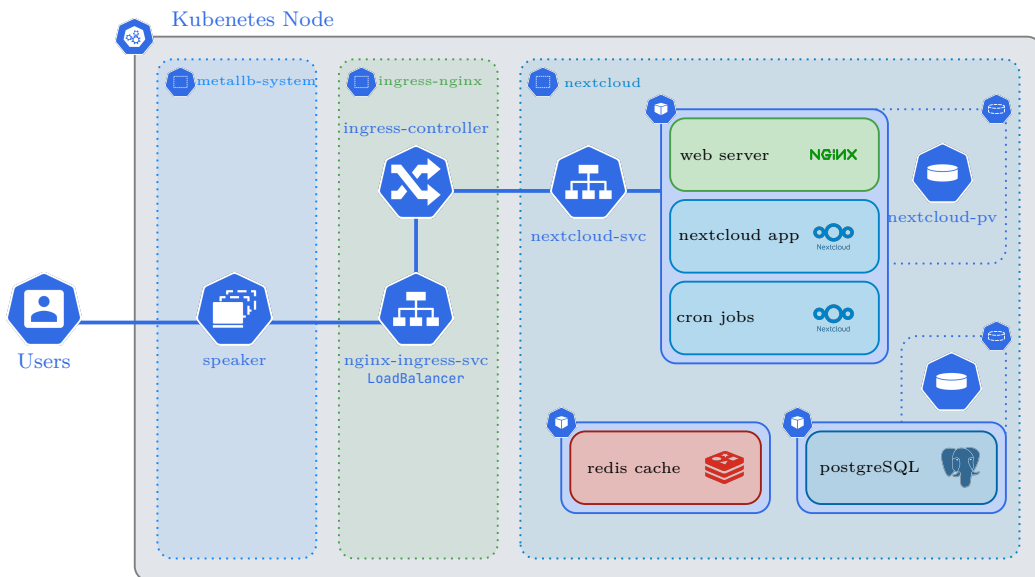 Kubenetes Node
metallb-system
ingress-nginx
nextcloud
ingress-controller
web server
NGINX
nextcloud-svc
nextcloud-pv
nextcloud app
Nextcloud
cron jobs
Nextcloud
Users
speaker
nginx-ingress-svc
LoadBalancer
redis cache
postgreSQL